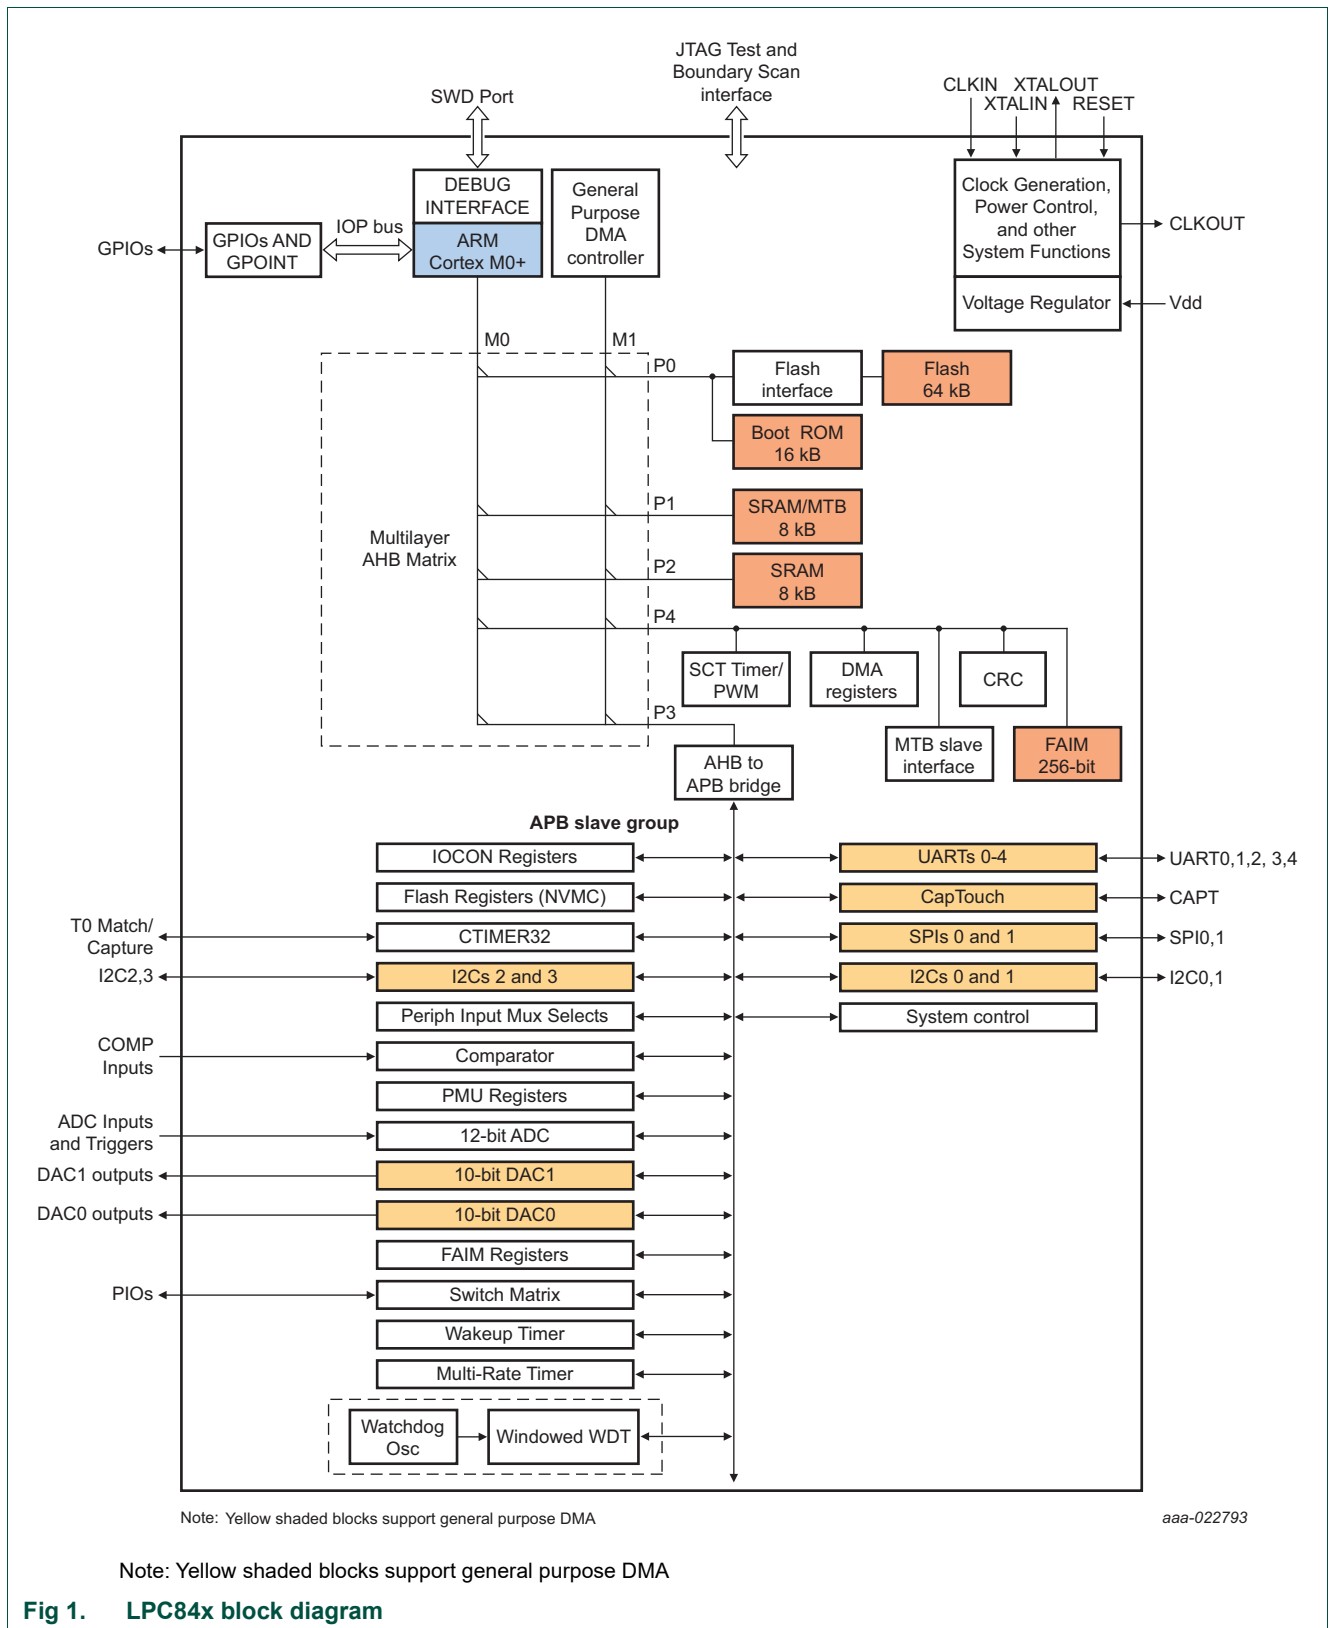 JTAG Test and
Boundary Scan
interface
SWD Port
CLKIN XTALOUT
XTALIN RESET
DEBUG
INTERFACE
General
Purpose
DMA
controller
Clock Generation,
Power Control,
and other
System Functions
CLKOUT
GPIOs
GPIOs AND
GPOINT
IOP bus
ARM
Cortex M0+
Voltage Regulator
Vdd
M0
M1
P0
Flash
interface
Flash
64 kB
Boot ROM
16 kB
P1
SRAM/MTB
8 kB
Multilayer
AHB Matrix
P2
SRAM
8 kB
P4
SCT Timer/
PWM
DMA
registers
CRC
P3
MTB slave
interface
FAIM
256-bit
AHB to
APB bridge
APB slave group
IOCON Registers
UARTs 0-4
UART0,1,2, 3,4
Flash Registers (NVMC)
CapTouch
CAPT
T0 Match/
Capture
CTIMER32
SPIs 0 and 1
SPI0,1
I2C2,3
I2Cs 2 and 3
I2Cs 0 and 1
I2C0,1
Periph Input Mux Selects
System control
COMP
Inputs
Comparator
PMU Registers
ADC Inputs
and Triggers
12-bit ADC
DAC1 outputs
10-bit DAC1
DAC0 outputs
10-bit DAC0
FAIM Registers
PIOs
Switch Matrix
Wakeup Timer
Multi-Rate Timer
Watchdog
Osc
Windowed WDT
Note: Yellow shaded blocks support general purpose DMA
aaa-022793
Note: Yellow shaded blocks support general purpose DMA
Fig 1. LPC84x block diagram